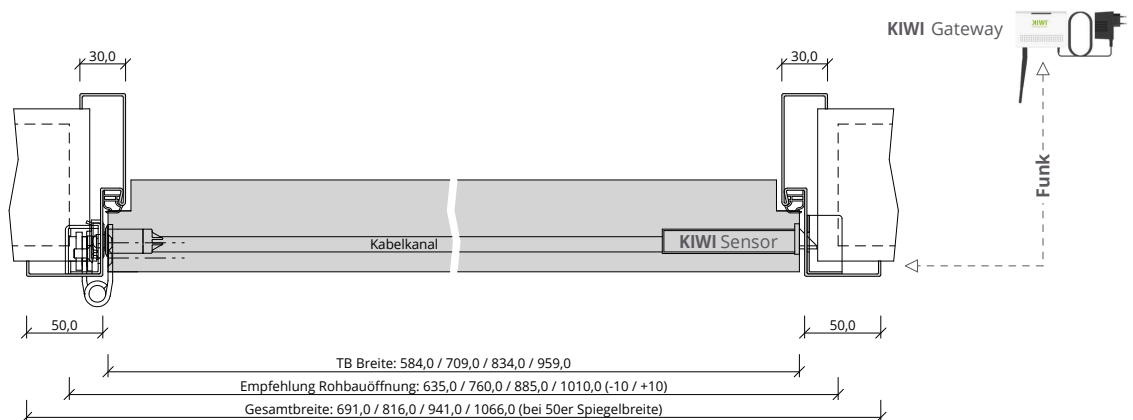 KIWI Gateway
KIWI
30,0
30,0
Funk
Kabelkanal
KIWI Sensor
50,0
50,0
TB Breite: 584,0 / 709,0 / 834,0 / 959,0
Empfehlung Rohbauöffnung: 635,0 / 760,0 / 885,0 / 1010,0 (-10 / +10)
Gesamtbreite: 691,0 / 816,0 / 941,0 / 1066,0 (bei 50er Spiegelbreite)